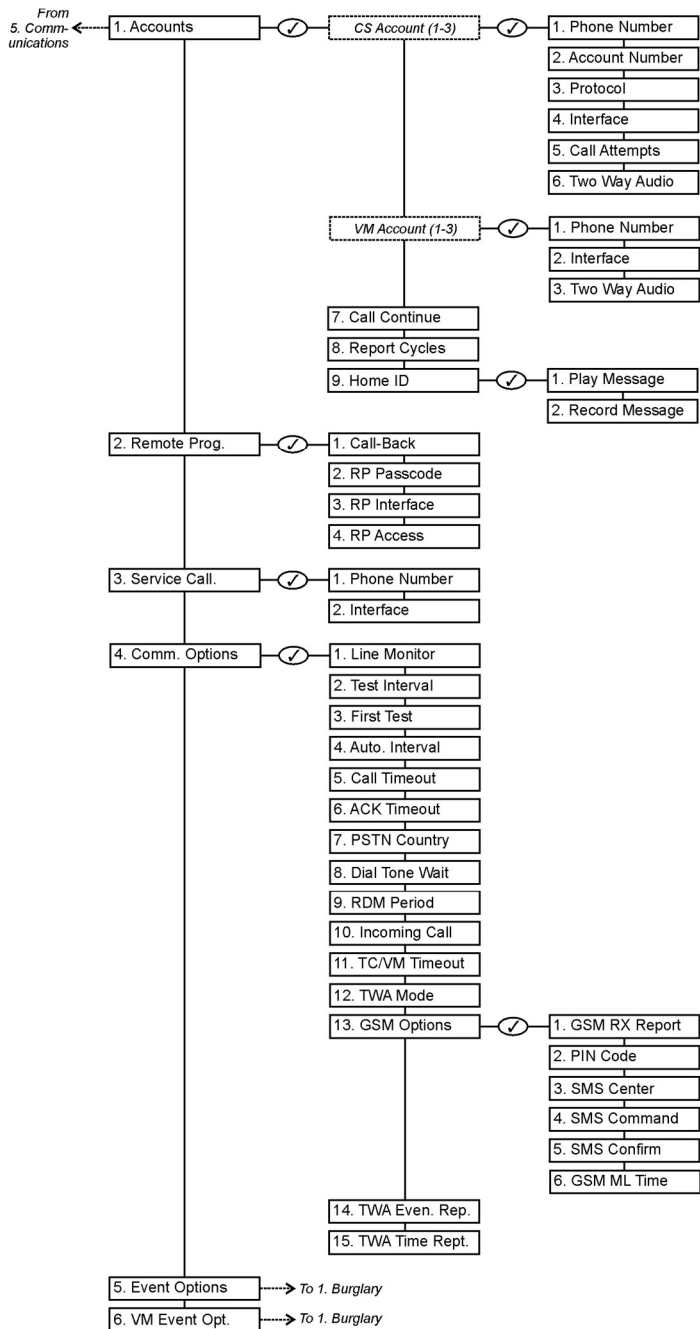 From
5. Comm-
unications
1. Accounts
CS Account (1-3)
1. Phone Number
2. Account Number
3. Protocol
4. Interface
5. Call Attempts
6. Two Way Audio
VM Account (1-3)
1. Phone Number
2. Interface
3. Two Way Audio
7. Call Continue
8. Report Cycles
9. Home ID
1. Play Message
2. Record Message
2. Remote Prog.
1. Call-Back
2. RP Passcode
3. RP Interface
4. RP Access
3. Service Call.
1. Phone Number
2. Interface
4. Comm. Options
1. Line Monitor
2. Test Interval
3. First Test
4. Auto. Interval
5. Call Timeout
6. ACK Timeout
7. PSTN Country
8. Dial Tone Wait
9. RDM Period
10. Incoming Call
11. TC/VM Timeout
12. TWA Mode
13. GSM Options
1. GSM RX Report
2. PIN Code
3. SMS Center
4. SMS Command
5. SMS Confirm
6. GSM ML Time
14. TWA Even. Rep.
15. TWA Time Rept.
5. Event Options
To 1. Burglary
6. VM Event Opt.
To 1. Burglary